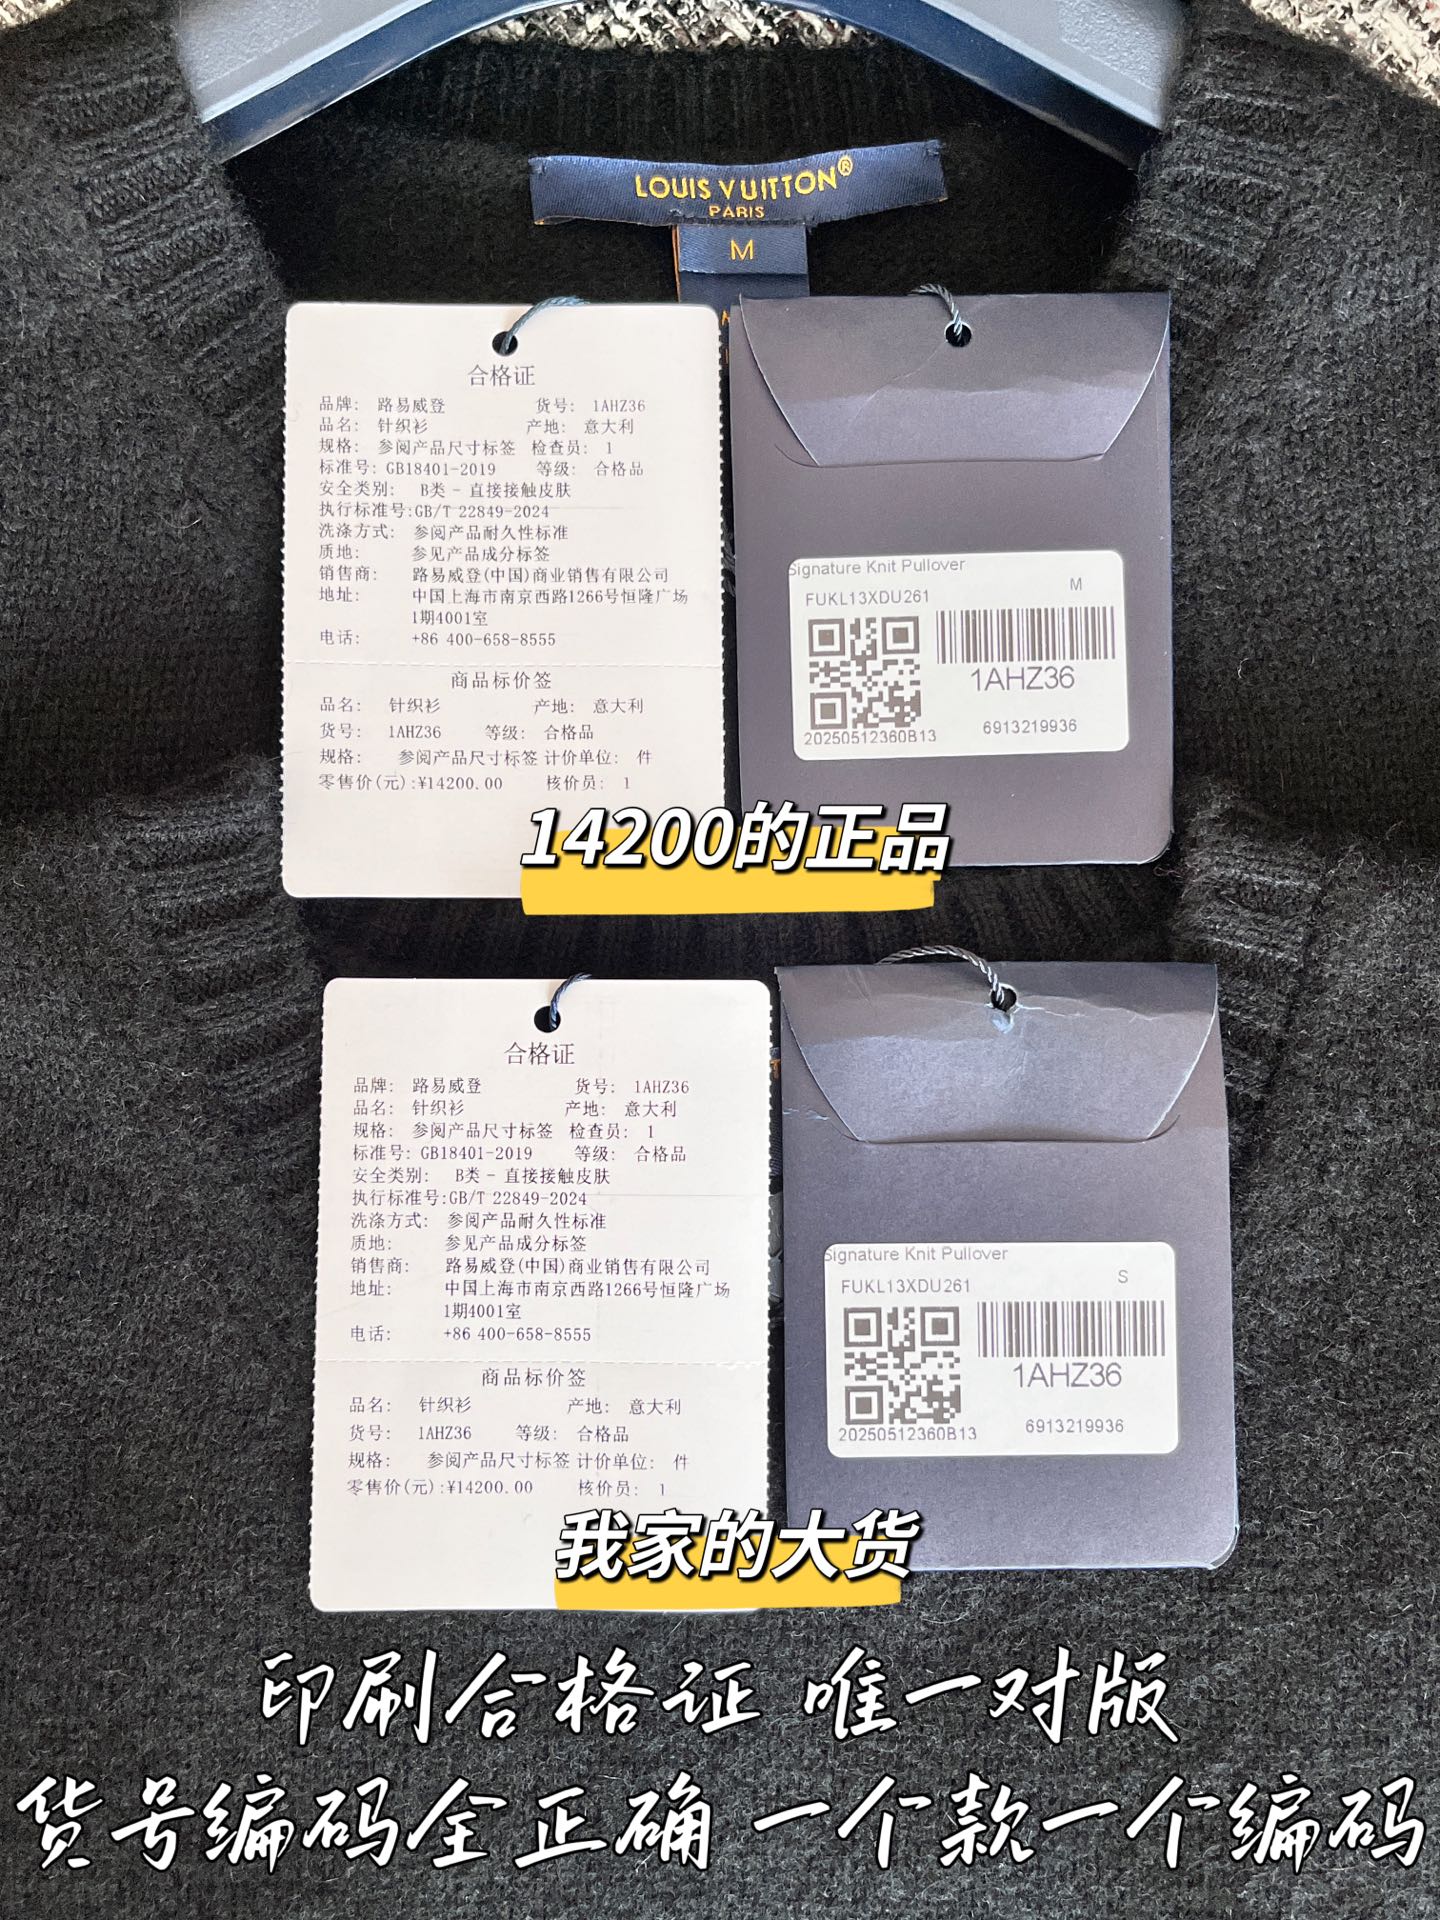 LOUIS VUITTON®
PARIS
M
合格证
品牌: 路易威登 货号: 1AHZ36
品名: 针织衫 产地: 意大利
规格: 参阅产品尺寸标签 检查员: 1
标准号: GB18401-2019 等级: 合格品
安全类别: B类 - 直接接触皮肤
执行标准号:GB/T 22849-2024
洗涤方式: 参阅产品耐久性标准
质地: 参见产品成分标签
销售商: 路易威登(中国)商业销售有限公司
地址: 中国上海市南京西路1266号恒隆广场
1期4001室
电话: +86 400-658-8555
商品标价签
品名: 针织衫 产地: 意大利
货号: 1AHZ36 等级: 合格品
规格: 参阅产品尺寸标签 计价单位: 件
零售价(元):¥14200.00 核价员: 1
Signature Knit Pullover
FUKL13XDU261 M
1AHZ36
20250512360B13 6913219936
14200的正品
合格证
品牌: 路易威登 货号: 1AHZ36
品名: 针织衫 产地: 意大利
规格: 参阅产品尺寸标签 检查员: 1
标准号: GB18401-2019 等级: 合格品
安全类别: B类 - 直接接触皮肤
执行标准号:GB/T 22849-2024
洗涤方式: 参阅产品耐久性标准
质地: 参见产品成分标签
销售商: 路易威登(中国)商业销售有限公司
地址: 中国上海市南京西路1266号恒隆广场
1期4001室
电话: +86 400-658-8555
商品标价签
品名: 针织衫 产地: 意大利
货号: 1AHZ36 等级: 合格品
规格: 参阅产品尺寸标签 计价单位: 件
零售价(元):¥14200.00 核价员: 1
Signature Knit Pullover
FUKL13XDU261 S
1AHZ36
20250512360B13 6913219936
我家的大货
印刷合格证 唯一对版
货号编码全正确 一个款一个编码